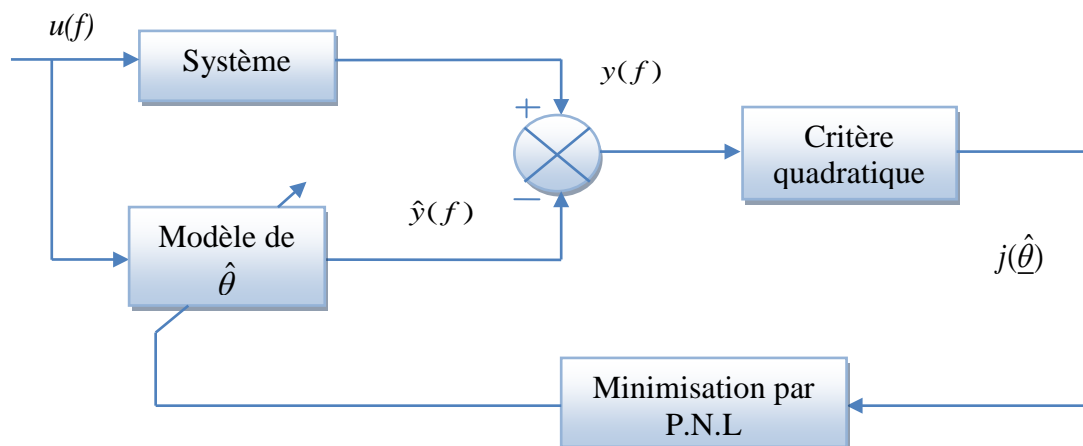 u(f)
Système
y(f)
+
Critère
quadratique
−
ŷ(f)
Modèle de
θ̂
j(θ̲̂)
Minimisation par
P.N.L